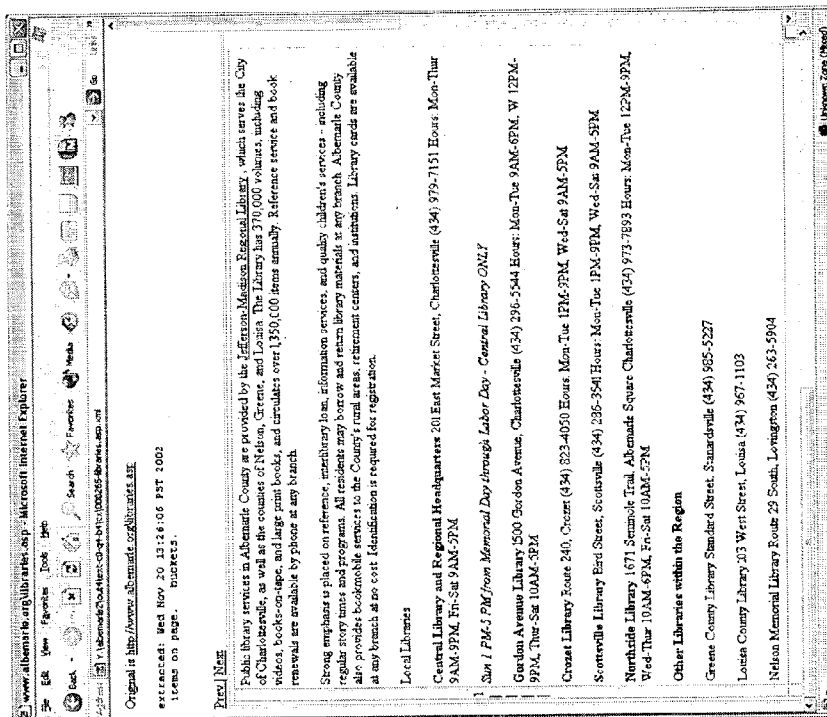 www.albemarle.org\libraries.asp - Microsoft Internet Explorer
File Edit View Favorites Tools Help
Back Search Favorites Media
Address Go
Original is http://www.albemarle.org/libraries.asp
extracted: Wed Nov 20 13:26:06 PST 2002
items on page. buckets.
Prev | Next
Public library services in Albemarle County are provided by the Jefferson-Madison Regional Library, which serves the City
of Charlottesville, as well as the counties of Nelson, Greene, and Louisa. The Library has 370,000 volumes, including
videos, books-on-tape, and large print books, and circulates over 1,350,000 items annually. Reference service and book
renewals are available by phone at any branch.
Strong emphasis is placed on reference, interlibrary loan, information services, and quality children's services - including
regular story times and programs. All residents may borrow and return library materials at any branch. Albemarle County
also provides bookmobile services to the County's rural areas, retirement centers, and institutions. Library cards are available
at any branch at no cost. Identification is required for registration.
Local Libraries
Central Library and Regional Headquarters 201 East Market Street, Charlottesville (434) 979-7151 Hours: Mon-Thur
9AM-9PM, Fri-Sat 9AM-5PM
Sun 1 PM-5 PM from Memorial Day through Labor Day - Central Library ONLY
Gordon Avenue Library 1500 Gordon Avenue, Charlottesville (434) 296-5544 Hours: Mon-Tue 9AM-6PM, W 12PM-
9PM, Thur-Sat 10AM-5PM
Crozet Library Route 240, Crozet (434) 823-4050 Hours: Mon-Tue 1PM-9PM, Wed-Sat 9AM-5PM
Scottsville Library Bird Street, Scottsville (434) 286-3541 Hours: Mon-Tue 1PM-9PM, Wed-Sat 9AM-5PM
Northside Library 1671 Seminole Trail, Albemarle Square Charlottesville (434) 973-7893 Hours: Mon-Tue 12PM-9PM,
Wed-Thur 10AM-6PM, Fri-Sat 10AM-5PM
Other Libraries within the Region
Greene County Library Standard Street, Stanardsville (434) 985-5227
Louisa County Library 103 West Street, Louisa (434) 967-1103
Nelson Memorial Library Route 29 South, Lovingston (434) 263-5904
Unknown Zone (Mixed)